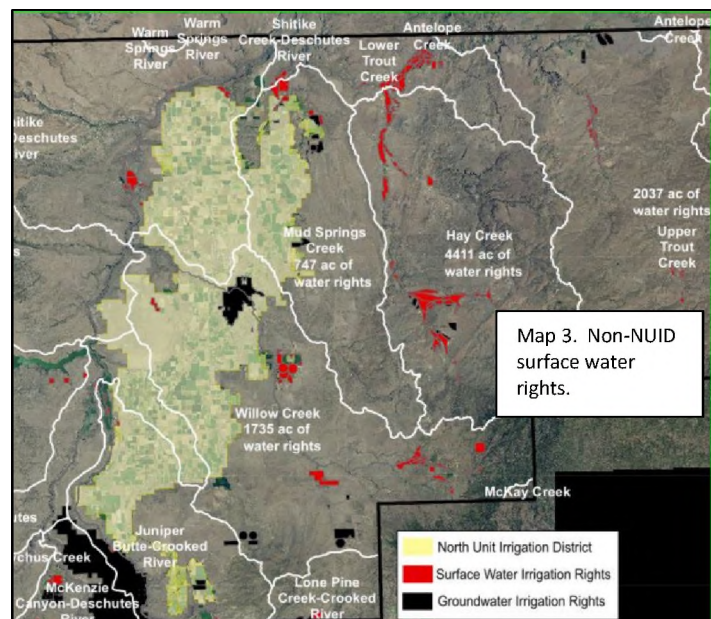 Warm
Springs
River
Warm
Springs
River
Shitike
Creek-Deschutes
River
Antelope
Creek
Antelope
Creek
Lower
Trout
Creek
hitike
Deschutes
iver
2037 ac of
water rights
Upper
Trout
Creek
Mud Springs
Creek
747 ac of
water rights
Hay Creek
4411 ac of
water rights
s
Map 3. Non-NUID
surface water
rights.
Willow Creek
1735 ac of
water rights
McKay Creek
utes
Juniper
Butte-Crooked
River
ochus Creek
McKenzie
Canyon-Deschutes
River
Lone Pine
Creek-Crooked
River
North Unit Irrigation District
Surface Water Irrigation Rights
Groundwater Irrigation Rights